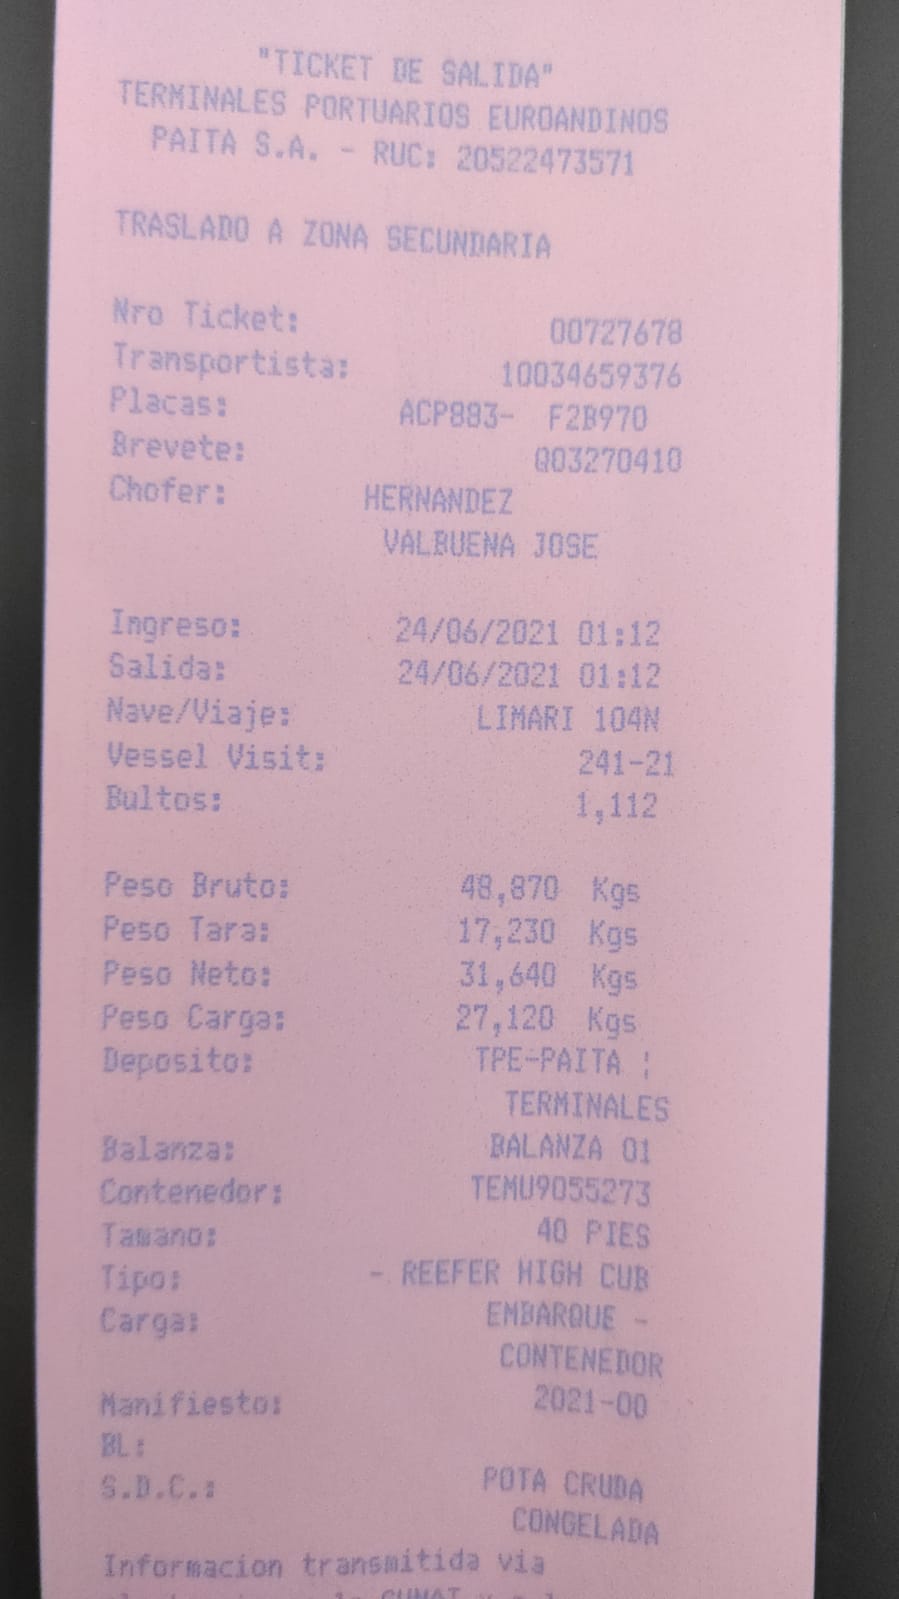 "TICKET DE SALIDA"
TERMINALES PORTUARIOS EUROANDINOS
PAITA S.A. - RUC: 20522473571
TRASLADO A ZONA SECUNDARIA
Nro Ticket: 00727678
Transportista: 10034659376
Placas: ACP883- F2B970
Brevete: Q03270410
Chofer: HERNANDEZ
VALBUENA JOSE
Ingreso: 24/06/2021 01:12
Salida: 24/06/2021 01:12
Nave/Viaje: LIMARI 104N
Vessel Visit: 241-21
Bultos: 1,112
Peso Bruto: 48,870 Kgs
Peso Tara: 17,230 Kgs
Peso Neto: 31,640 Kgs
Peso Carga: 27,120 Kgs
Deposito: TPE-PAITA ¦
TERMINALES
Balanza: BALANZA 01
Contenedor: TEMU9055273
Tamano: 40 PIES
Tipo: - REEFER HIGH CUB
Carga: EMBARQUE -
CONTENEDOR
Manifiesto: 2021-00
BL:
S.D.C.: POTA CRUDA
CONGELADA
Informacion transmitida via